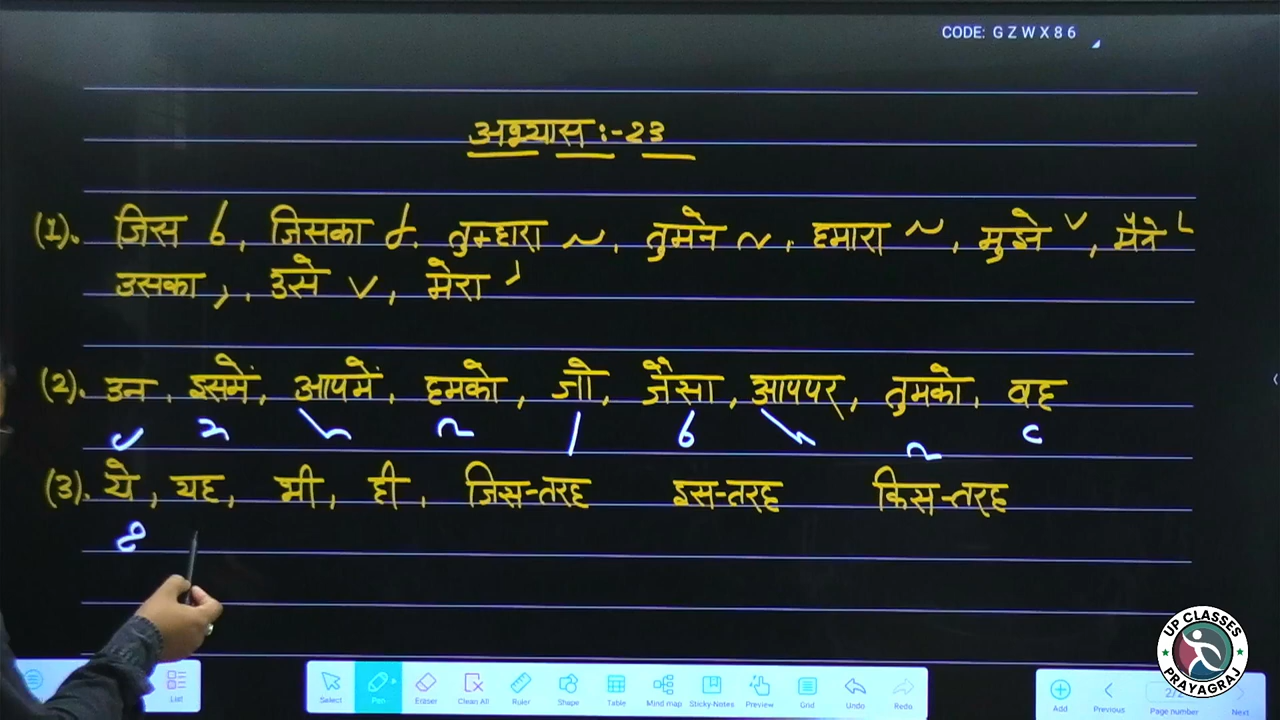 CODE: G Z W X 8 6
अभ्यास :- 23
(1). जिस , जिसका . तुम्हारा , तुमने , हमारा , मुझे , मैंने
उसका , उसे , मेरा
(2). उन , इसमें, आपमें, हमको , जो , जैसा , आपपर, तुमको, वह
(3). ये , यह, भी, ही , जिस-तरह इस-तरह किस-तरह
UP CLASSES
PRAYAGRAJ
List Select Pen Eraser Clean All Ruler Shape Table Mind map Sticky Notes Preview Grid Undo Redo Add Previous Page number Next